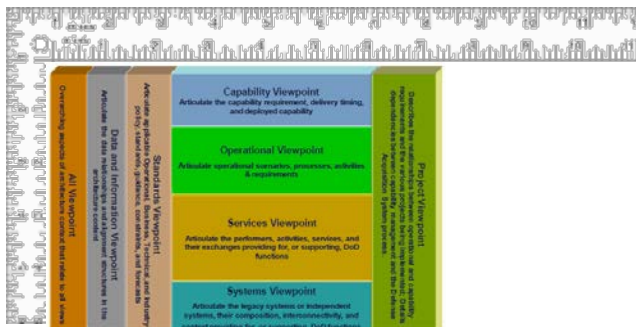 All Viewpoint
Overarching aspects of architecture context that relate to all views
Data and Information Viewpoint
Articulate the data relationships and alignment structures in the
architecture content
Standards Viewpoint
Articulate applicable Operational, Business, Technical, and Industry
policy, standards, guidance, constraints, and forecasts
Capability Viewpoint
Articulate the capability requirement, delivery timing,
and deployed capability
Operational Viewpoint
Articulate operational scenarios, processes, activities
& requirements
Services Viewpoint
Articulate the performers, activities, services, and
their exchanges providing for, or supporting, DoD
functions
Systems Viewpoint
Articulate the legacy systems or independent
systems, their composition, interconnectivity, and
Project Viewpoint
Describes the relationships between operational and capability
requirements and the various projects being implemented; Details
dependencies between capability management and the Defense
Acquisition System process.